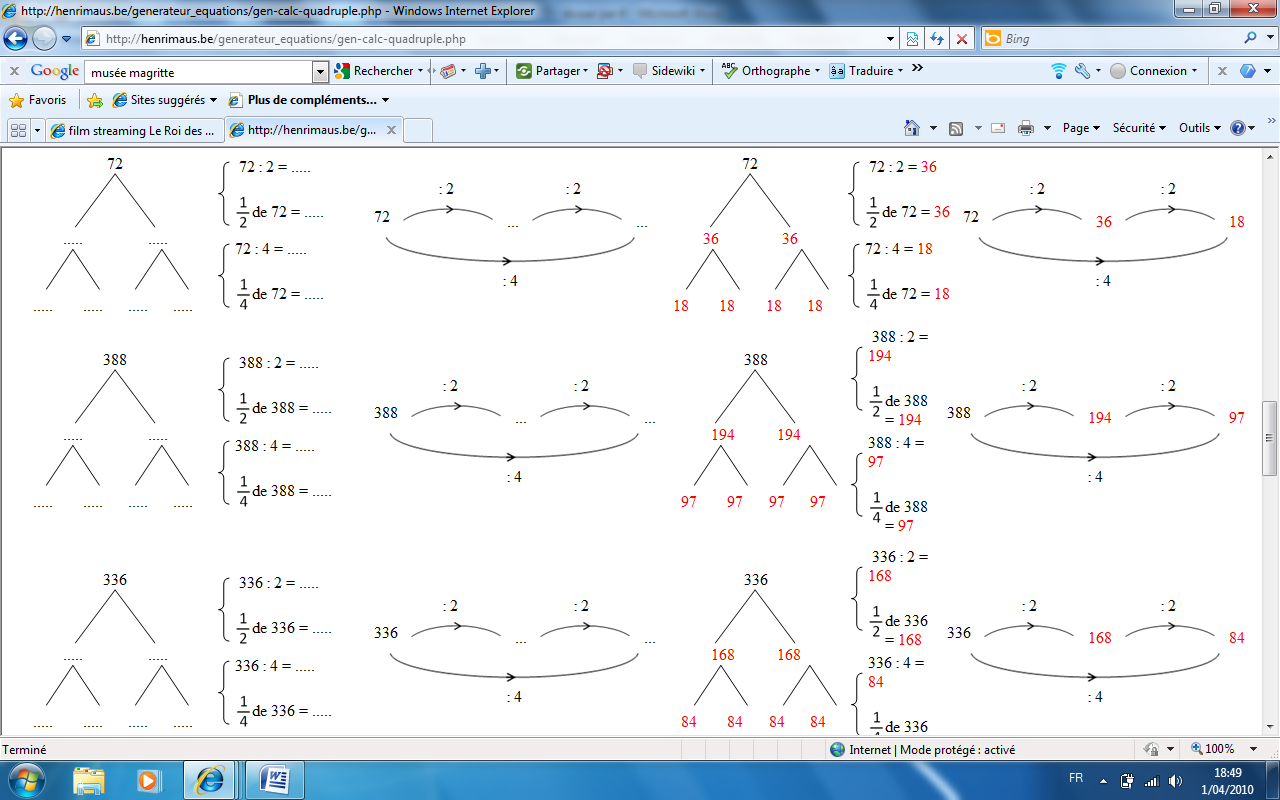 http://henrimaus.be/generateur_equations/gen-calc-quadruple.php - Windows Internet Explorer
http://henrimaus.be/generateur_equations/gen-calc-quadruple.php
Bing
x Google musée magritte Rechercher Partager Sidewiki ABC Orthographe aä Traduire » Connexion x
Favoris Sites suggérés Plus de compléments...
film streaming Le Roi des ... http://henrimaus.be/g... x Page Sécurité Outils »
72 72 : 2 = ..... 72 72 : 2 = 36
: 2 : 2 : 2 : 2
1/2 de 72 = ..... 1/2 de 72 = 36
72 ... ... 72 36 18
..... ..... 36 36
72 : 4 = ..... 72 : 4 = 18
: 4 : 4
1/4 de 72 = ..... 1/4 de 72 = 18
..... ..... ..... ..... 18 18 18 18
388 : 2 =
388 388 : 2 = ..... 388 194
: 2 : 2 : 2 : 2
1/2 de 388 = ..... 1/2 de 388
388 ... ... = 194 388 194 97
..... ..... 194 194
388 : 4 = ..... 388 : 4 =
97
: 4 : 4
1/4 de 388 = ..... 1/4 de 388
..... ..... ..... ..... 97 97 97 97
= 97
336 : 2 =
336 336 : 2 = ..... 336 168
: 2 : 2 : 2 : 2
1/2 de 336 = ..... 1/2 de 336
336 ... ... = 168 336 168 84
..... ..... 168 168
336 : 4 = ..... 336 : 4 =
84
: 4 : 4
1/4 de 336 = ..... 1/4 de 336
..... ..... ..... ..... 84 84 84 84
Terminé Internet | Mode protégé : activé 100%
FR 18:49
1/04/2010